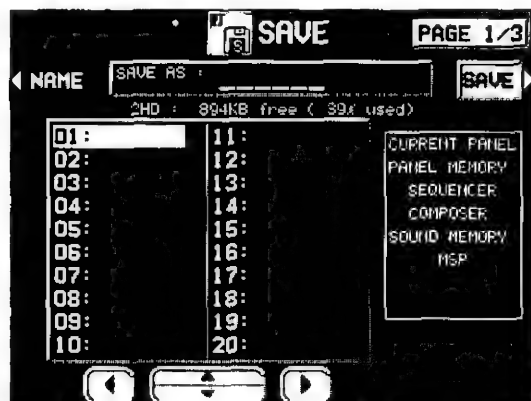 SAVE
PAGE 1/3
NAME
SAVE AS :
SAVE
2HD : 894KB free ( 39% used)
01:
02:
03:
04:
05:
06:
07:
08:
09:
10:
11:
12:
13:
14:
15:
16:
17:
18:
19:
20:
CURRENT PANEL
PANEL MEMORY
SEQUENCER
COMPOSER
SOUND MEMORY
MSP